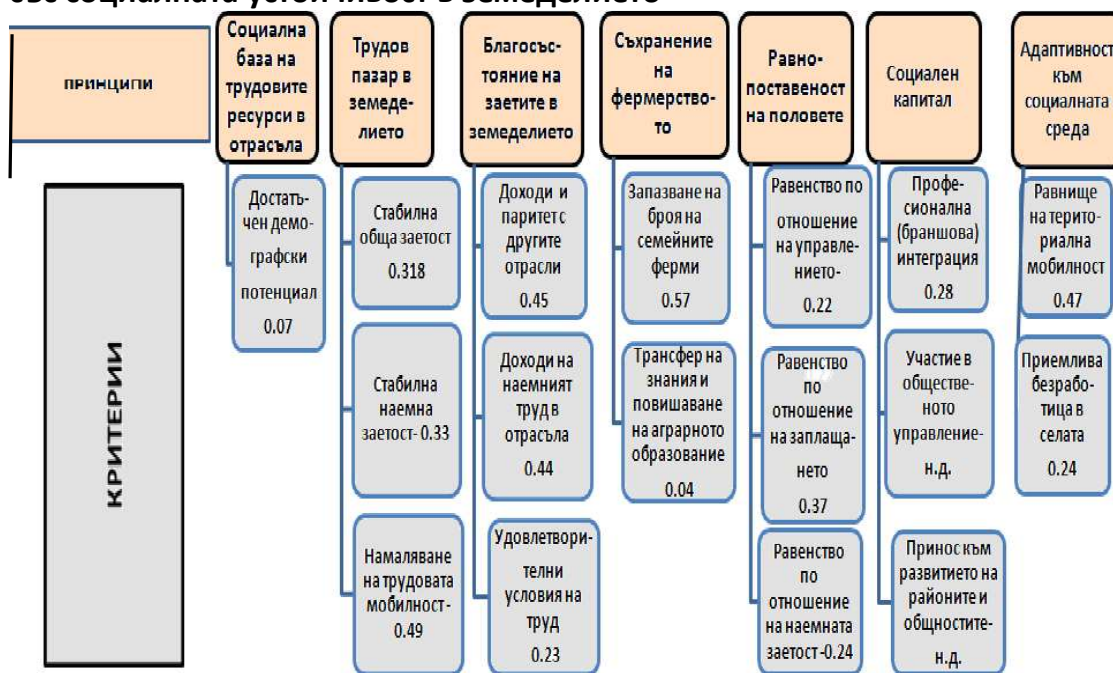 със социалната устойчивост в земеделието
ПРИНЦИПИ
Социална
база на
трудовите
ресурси в
отрасъла
Трудов
пазар в
земеде-
лието
Благосъс-
тояние на
заетите в
земеделието
Съхранение
на
фермерство-
то
Равно-
поставеност
на половете
Социален
капитал
Адаптивност
към
социалната
среда
КРИТЕРИИ
Достатъ-
чен демо-
графски
потенциал
0.07
Стабилна
обща заетост
0.318
Стабилна
наемна
заетост- 0.33
Намаляване
на трудовата
мобилност-
0.49
Доходи и
паритет с
другите
отрасли
0.45
Доходи на
наемният
труд в
отрасъла
0.44
Удовлетвори-
телни
условия на
труд
0.23
Запазване на
броя на
семейните
ферми
0.57
Трансфер на
знания и
повишаване
на аграрното
образование
0.04
Равенство по
отношение
на управле-
нието-
0.22
Равенство по
отношение
на заплаща-
нето
0.37
Равенство
по
отношение
на наемната
заетост -0.24
Профе-
сионална
(браншова)
интеграция
0.28
Участие в
обществе-
ното
управление-
н.д.
Принос към
развитието на
районите и
общностите-
н.д.
Равнище
на терито-
риална
мобилност
0.47
Приемлива
безрабо-
тица в
селата
0.24